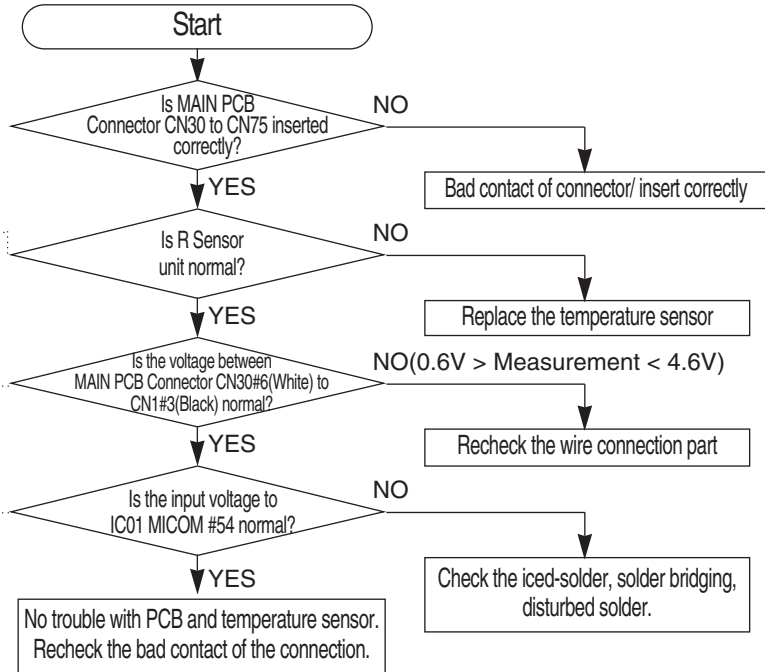 Start
Is MAIN PCB
Connector CN30 to CN75 inserted
correctly?
NO
Bad contact of connector/ insert correctly
YES
Is R Sensor
unit normal?
NO
Replace the temperature sensor
YES
Is the voltage between
MAIN PCB Connector CN30#6(White) to
CN1#3(Black) normal?
NO(0.6V > Measurement < 4.6V)
Recheck the wire connection part
YES
Is the input voltage to
IC01 MICOM #54 normal?
NO
Check the iced-solder, solder bridging,
disturbed solder.
YES
No trouble with PCB and temperature sensor.
Recheck the bad contact of the connection.